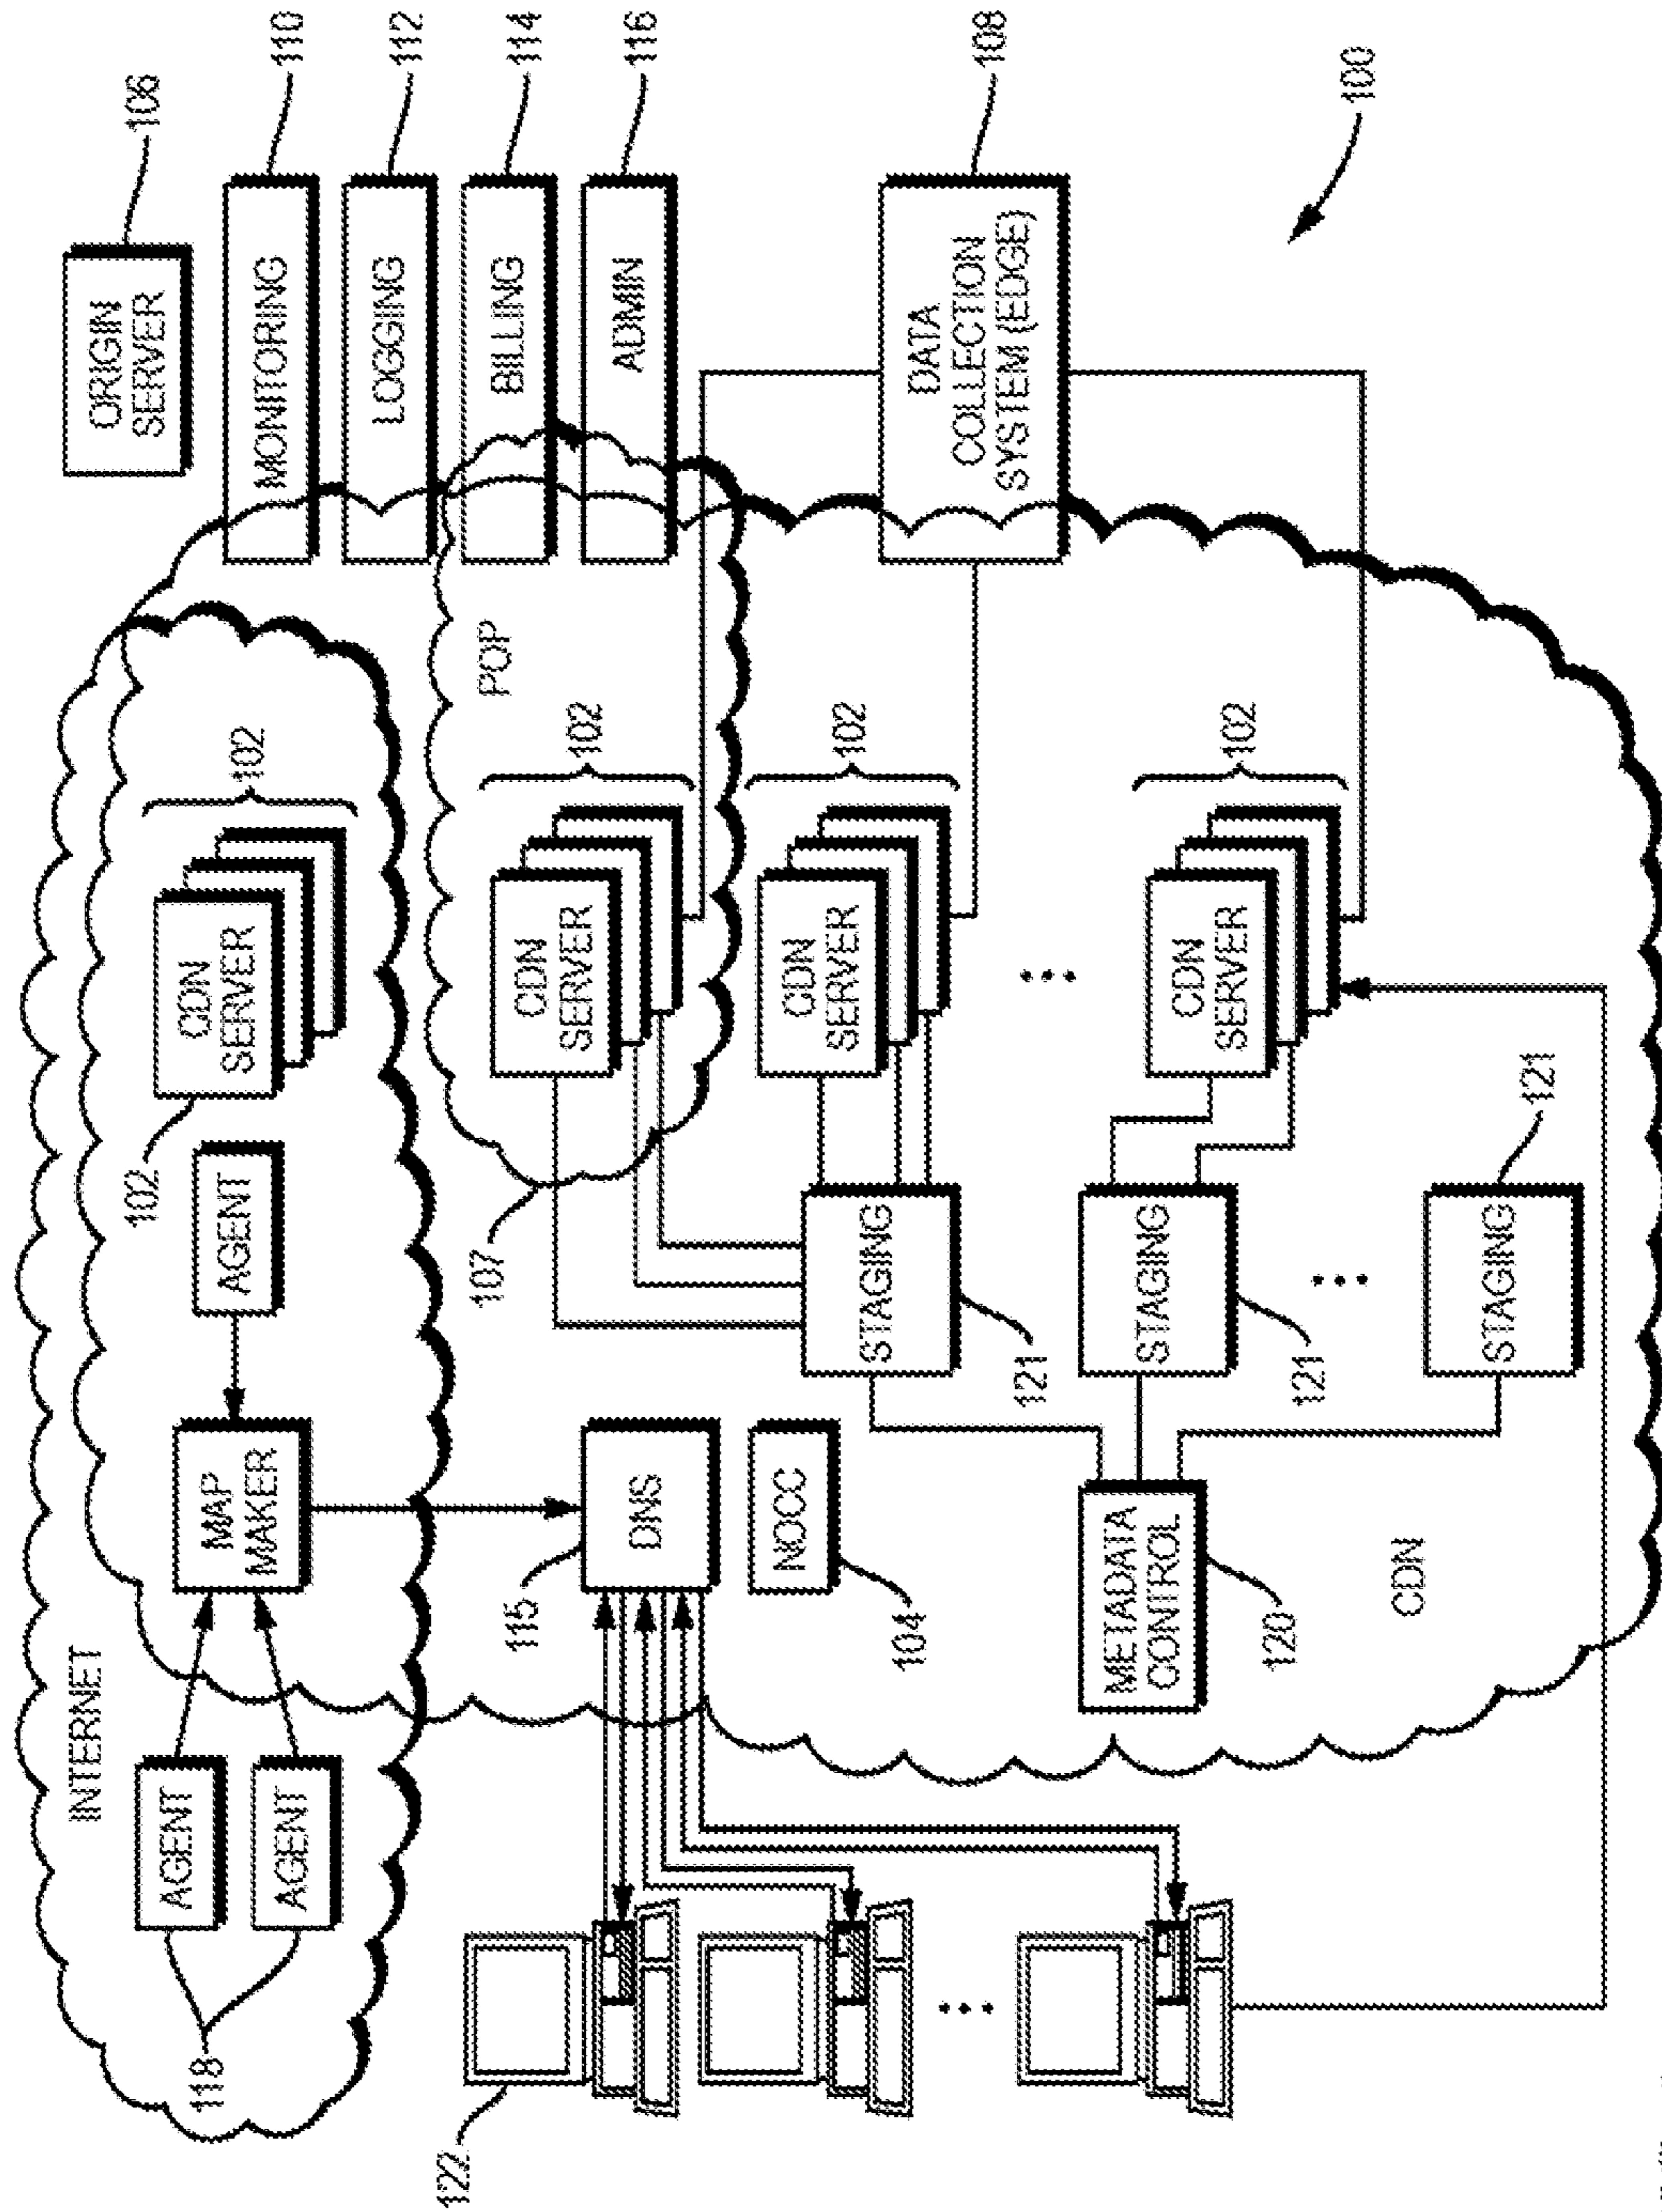 INTERNET
118
AGENT
AGENT
MAP
MAKER
AGENT
102
CDN
SERVER
102
ORIGIN
SERVER
106
MONITORING
110
LOGGING
112
BILLING
114
ADMIN
116
122
115
DNS
NOCC
104
107
POP
CDN
SERVER
102
CDN
SERVER
102
CDN
SERVER
102
STAGING
121
STAGING
121
STAGING
121
METADATA
CONTROL
120
CDN
DATA
COLLECTION
SYSTEM (EDGE)
108
100